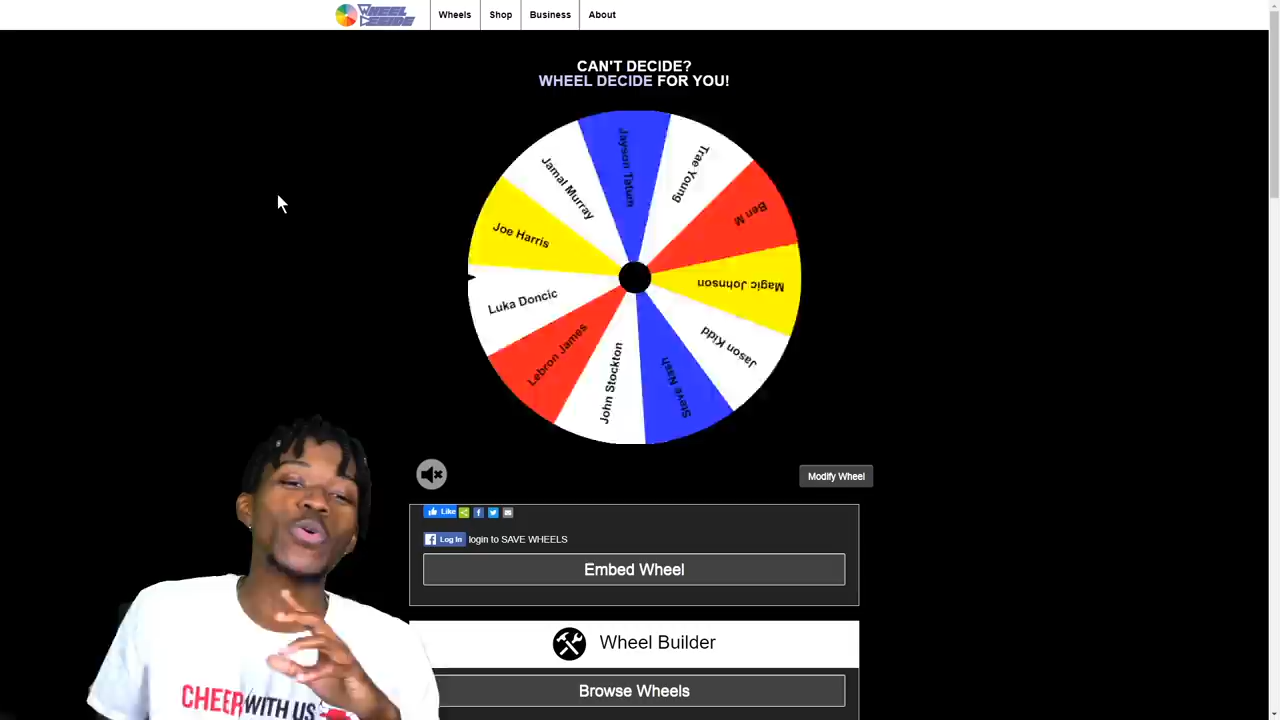 WHEEL DECIDE
Wheels
Shop
Business
About
CAN'T DECIDE?
WHEEL DECIDE FOR YOU!
Jayson Tatum
Trae Young
Ben M
Magic Johnson
Jason Kidd
Steve Nash
John Stockton
Lebron James
Luka Doncic
Joe Harris
Jamal Murray
Modify Wheel
Like
Log In login to SAVE WHEELS
Embed Wheel
Wheel Builder
Browse Wheels
CHEER WITH US